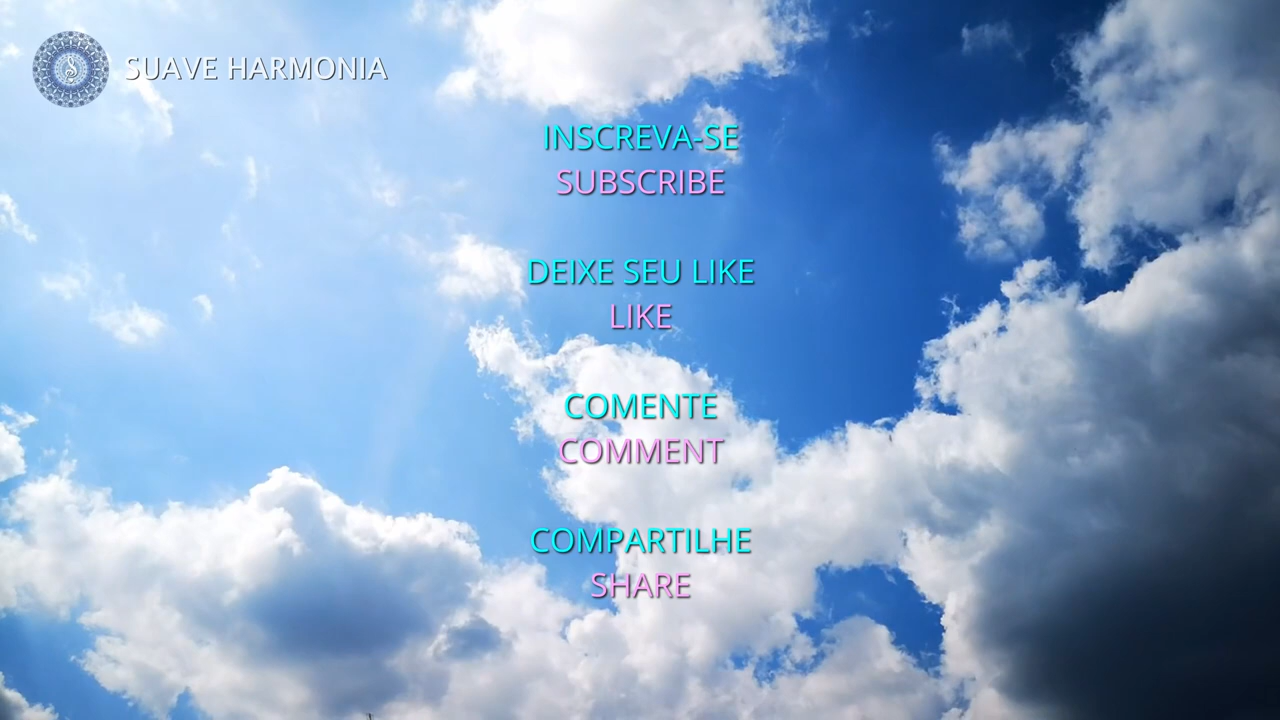 SUAVE HARMONIA
INSCREVA-SE
SUBSCRIBE
DEIXE SEU LIKE
LIKE
COMENTE
COMMENT
COMPARTILHE
SHARE